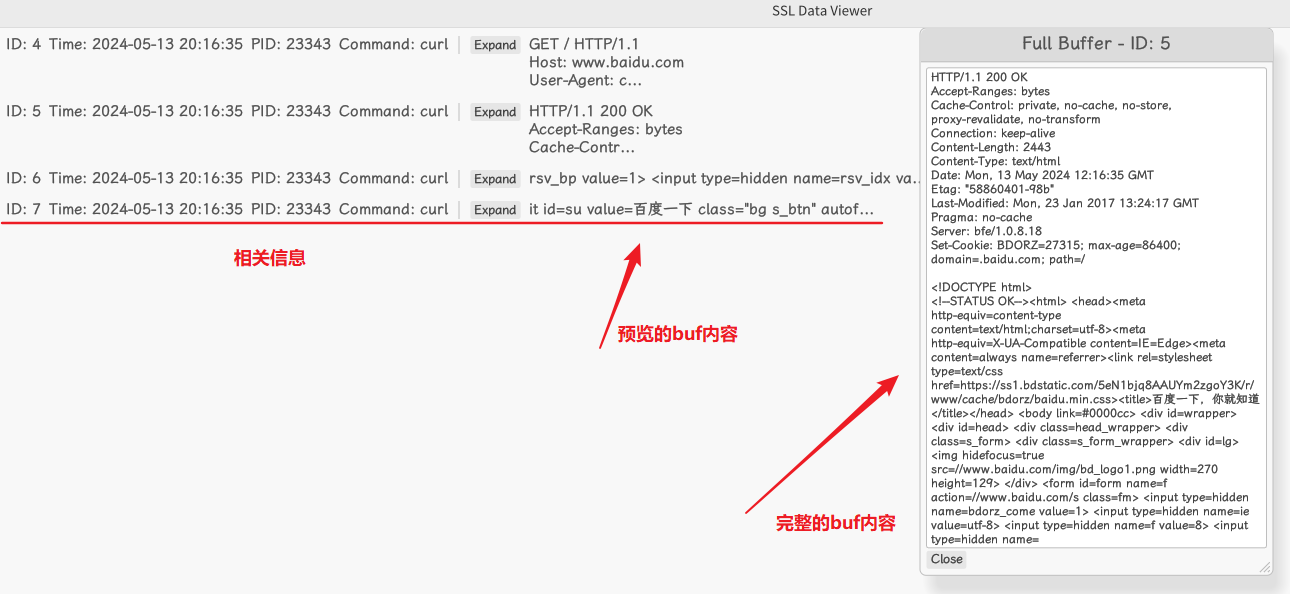 SSL Data Viewer
ID: 4 Time: 2024-05-13 20:16:35 PID: 23343 Command: curl Expand GET / HTTP/1.1
Host: www.baidu.com
User-Agent: c...
ID: 5 Time: 2024-05-13 20:16:35 PID: 23343 Command: curl Expand HTTP/1.1 200 OK
Accept-Ranges: bytes
Cache-Contr...
ID: 6 Time: 2024-05-13 20:16:35 PID: 23343 Command: curl Expand rsv_bp value=1> <input type=hidden name=rsv_idx va...
ID: 7 Time: 2024-05-13 20:16:35 PID: 23343 Command: curl Expand it id=su value=百度一下 class="bg s_btn" autof...
相关信息
预览的buf内容
完整的buf内容
Full Buffer - ID: 5
HTTP/1.1 200 OK
Accept-Ranges: bytes
Cache-Control: private, no-cache, no-store,
proxy-revalidate, no-transform
Connection: keep-alive
Content-Length: 2443
Content-Type: text/html
Date: Mon, 13 May 2024 12:16:35 GMT
Etag: "58860401-98b"
Last-Modified: Mon, 23 Jan 2017 13:24:17 GMT
Pragma: no-cache
Server: bfe/1.0.8.18
Set-Cookie: BDORZ=27315; max-age=86400;
domain=.baidu.com; path=/
<!DOCTYPE html>
<!--STATUS OK--><html> <head><meta
http-equiv=content-type
content=text/html;charset=utf-8><meta
http-equiv=X-UA-Compatible content=IE=Edge><meta
content=always name=referrer><link rel=stylesheet
type=text/css
href=https://ss1.bdstatic.com/5eN1bjq8AAUYm2zgoY3K/r/
www/cache/bdorz/baidu.min.css><title>百度一下，你就知道
</title></head> <body link=#0000cc> <div id=wrapper>
<div id=head> <div class=head_wrapper> <div
class=s_form> <div class=s_form_wrapper> <div id=lg>
<img hidefocus=true
src=//www.baidu.com/img/bd_logo1.png width=270
height=129> </div> <form id=form name=f
action=//www.baidu.com/s class=fm> <input type=hidden
name=bdorz_come value=1> <input type=hidden name=ie
value=utf-8> <input type=hidden name=f value=8> <input
type=hidden name=
Close